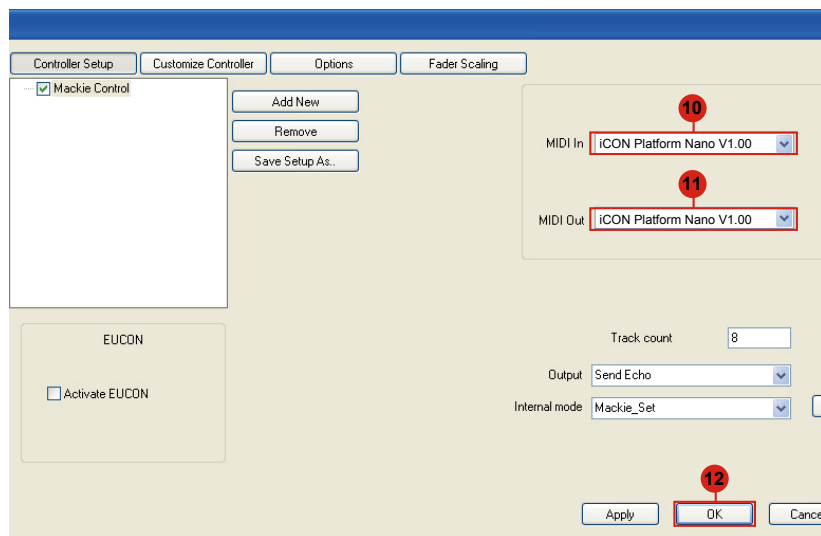 Controller Setup Customize Controller Options Fader Scaling
Mackie Control
Add New
Remove
Save Setup As..
10
MIDI In iCON Platform Nano V1.00
11
MIDI Out iCON Platform Nano V1.00
EUCON
Activate EUCON
Track count 8
Output Send Echo
Internal mode Mackie_Set
12
Apply OK Cance